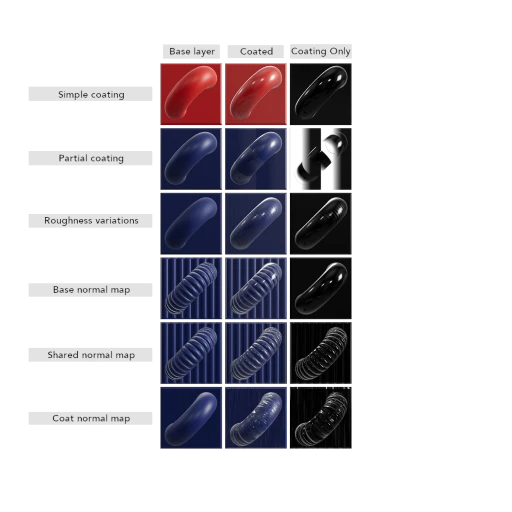 Base layer
Coated
Coating Only
Simple coating
Partial coating
Roughness variations
Base normal map
Shared normal map
Coat normal map